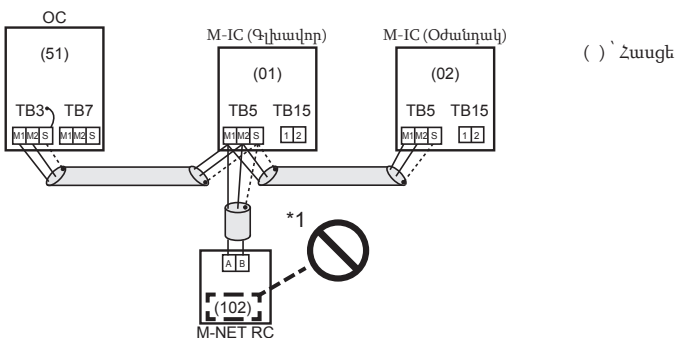 OC
M-IC (Գլխավոր)
M-IC (Օժանդակ)
( )՝ Հասցե
(51)
(01)
(02)
TB3 TB7
TB5 TB15
TB5 TB15
M1 M2 S M1 M2 S
M1 M2 S 1 2
M1 M2 S 1 2
*1
A B
(102)
M-NET RC